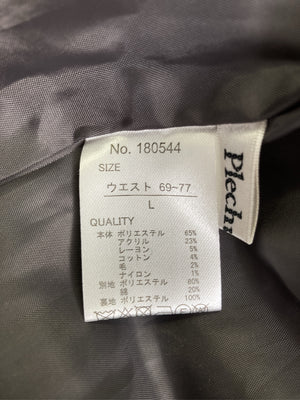 No. 180544
SIZE
ウエスト 69~77
L
QUALITY
本体 ポリエステル 65%
アクリル 23%
レーヨン 5%
コットン 4%
毛 2%
ナイロン 1%
別地 ポリエステル 80%
綿 20%
裏地 ポリエステル 100%
Plech